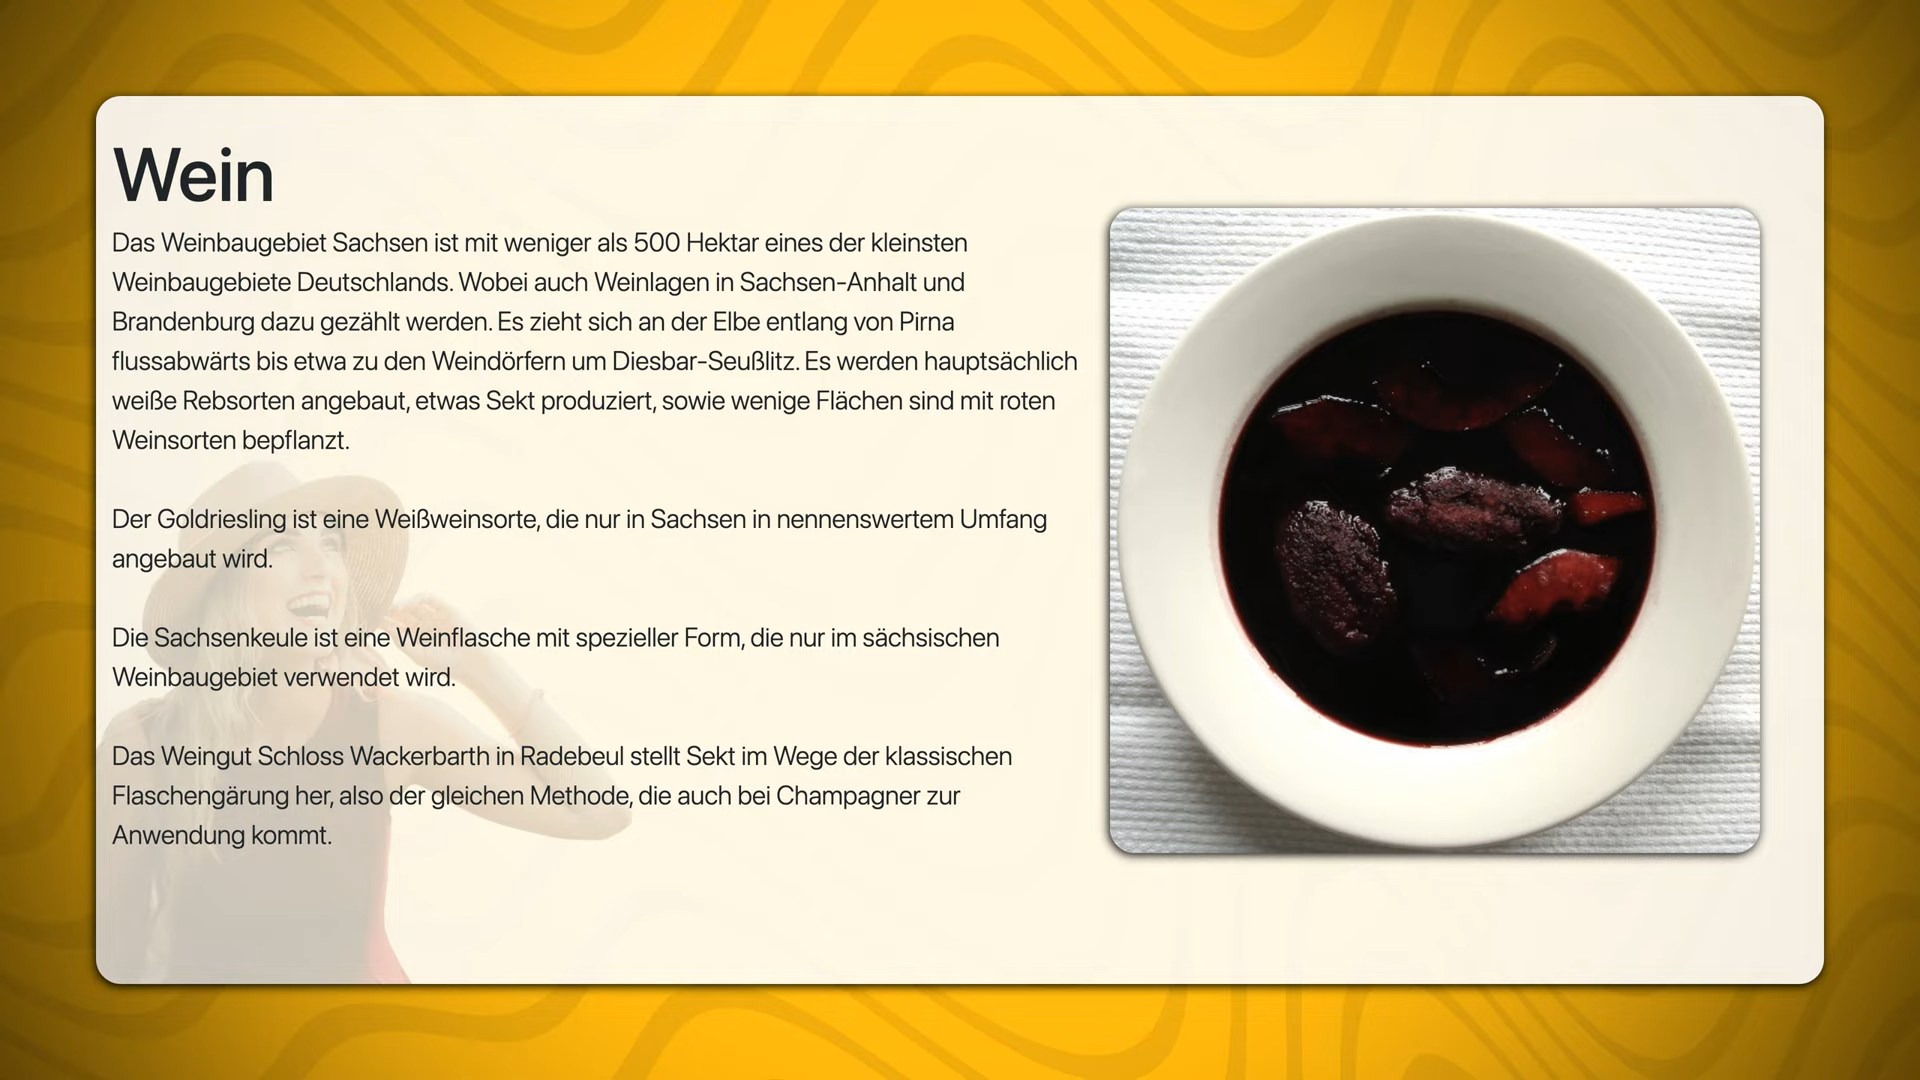 Wein
Das Weinbaugebiet Sachsen ist mit weniger als 500 Hektar eines der kleinsten
Weinbaugebiete Deutschlands. Wobei auch Weinlagen in Sachsen-Anhalt und
Brandenburg dazu gezählt werden. Es zieht sich an der Elbe entlang von Pirna
flussabwärts bis etwa zu den Weindörfern um Diesbar-Seußlitz. Es werden hauptsächlich
weiße Rebsorten angebaut, etwas Sekt produziert, sowie wenige Flächen sind mit roten
Weinsorten bepflanzt.
Der Goldriesling ist eine Weißweinsorte, die nur in Sachsen in nennenswertem Umfang
angebaut wird.
Die Sachsenkeule ist eine Weinflasche mit spezieller Form, die nur im sächsischen
Weinbaugebiet verwendet wird.
Das Weingut Schloss Wackerbarth in Radebeul stellt Sekt im Wege der klassischen
Flaschengärung her, also der gleichen Methode, die auch bei Champagner zur
Anwendung kommt.